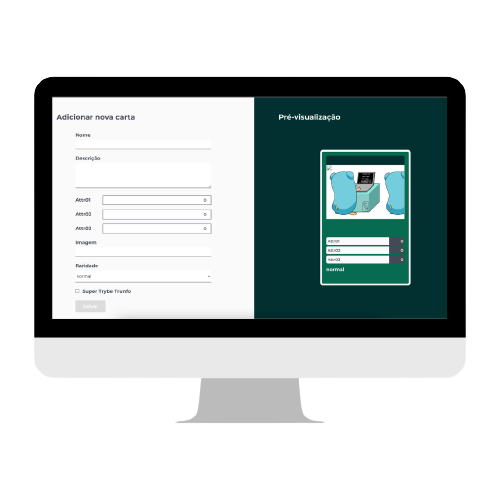 Adicionar nova carta
Nome
Descrição
Attr01
0
Attr02
0
Attr03
0
Imagem
Raridade
normal
Super Trybe Trunfo
Salvar
Pré-visualização
Attr01
0
Attr02
0
Attr03
0
normal